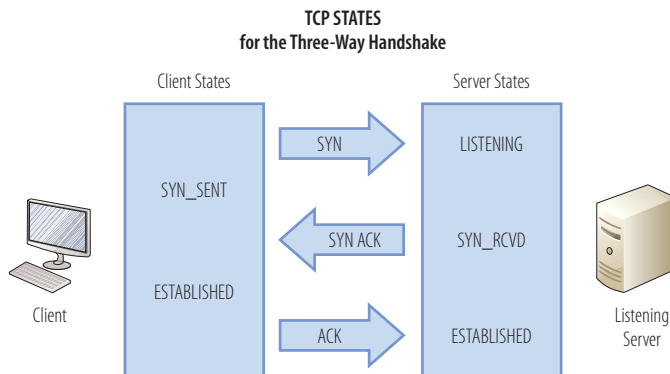 TCP STATES
for the Three-Way Handshake
Client States
Server States
SYN
LISTENING
SYN_SENT
SYN ACK
SYN_RCVD
ESTABLISHED
Client
Listening
Server
ACK
ESTABLISHED